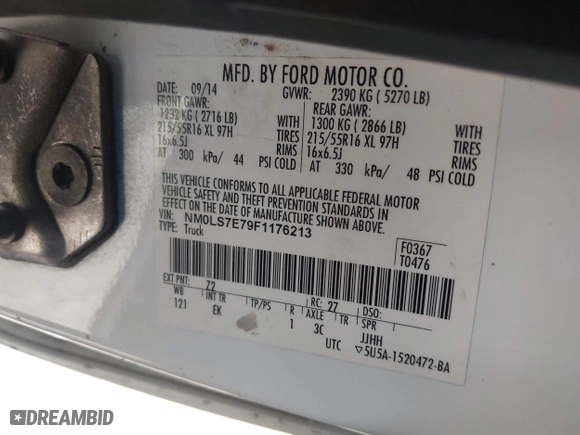 MFD. BY FORD MOTOR CO.
DATE: 09/14 GVWR: 2390 KG ( 5270 LB)
FRONT GAWR: REAR GAWR:
1232 KG ( 2716 LB) 1300 KG ( 2866 LB)
215/55R16 XL 97H TIRES 215/55R16 XL 97H TIRES
16x6.5J RIMS 16x6.5J RIMS
AT 300 kPa/ 44 PSI COLD AT 330 kPa/ 48 PSI COLD
THIS VEHICLE CONFORMS TO ALL APPLICABLE FEDERAL MOTOR
VEHICLE SAFETY AND THEFT PREVENTION STANDARDS IN
EFFECT ON THE DATE OF MANUFACTURE SHOWN ABOVE.
VIN: NM0LS7E79F1176213
TYPE: Truck
F0367
T0476
EXT PNT: Z2 RC: 27 DSO:
WB INT TR TP/PS R AXLE TR SPR
121 EK 1 3C JJHH
UTC ▽5U5A-1520472-BA
DREAMBID